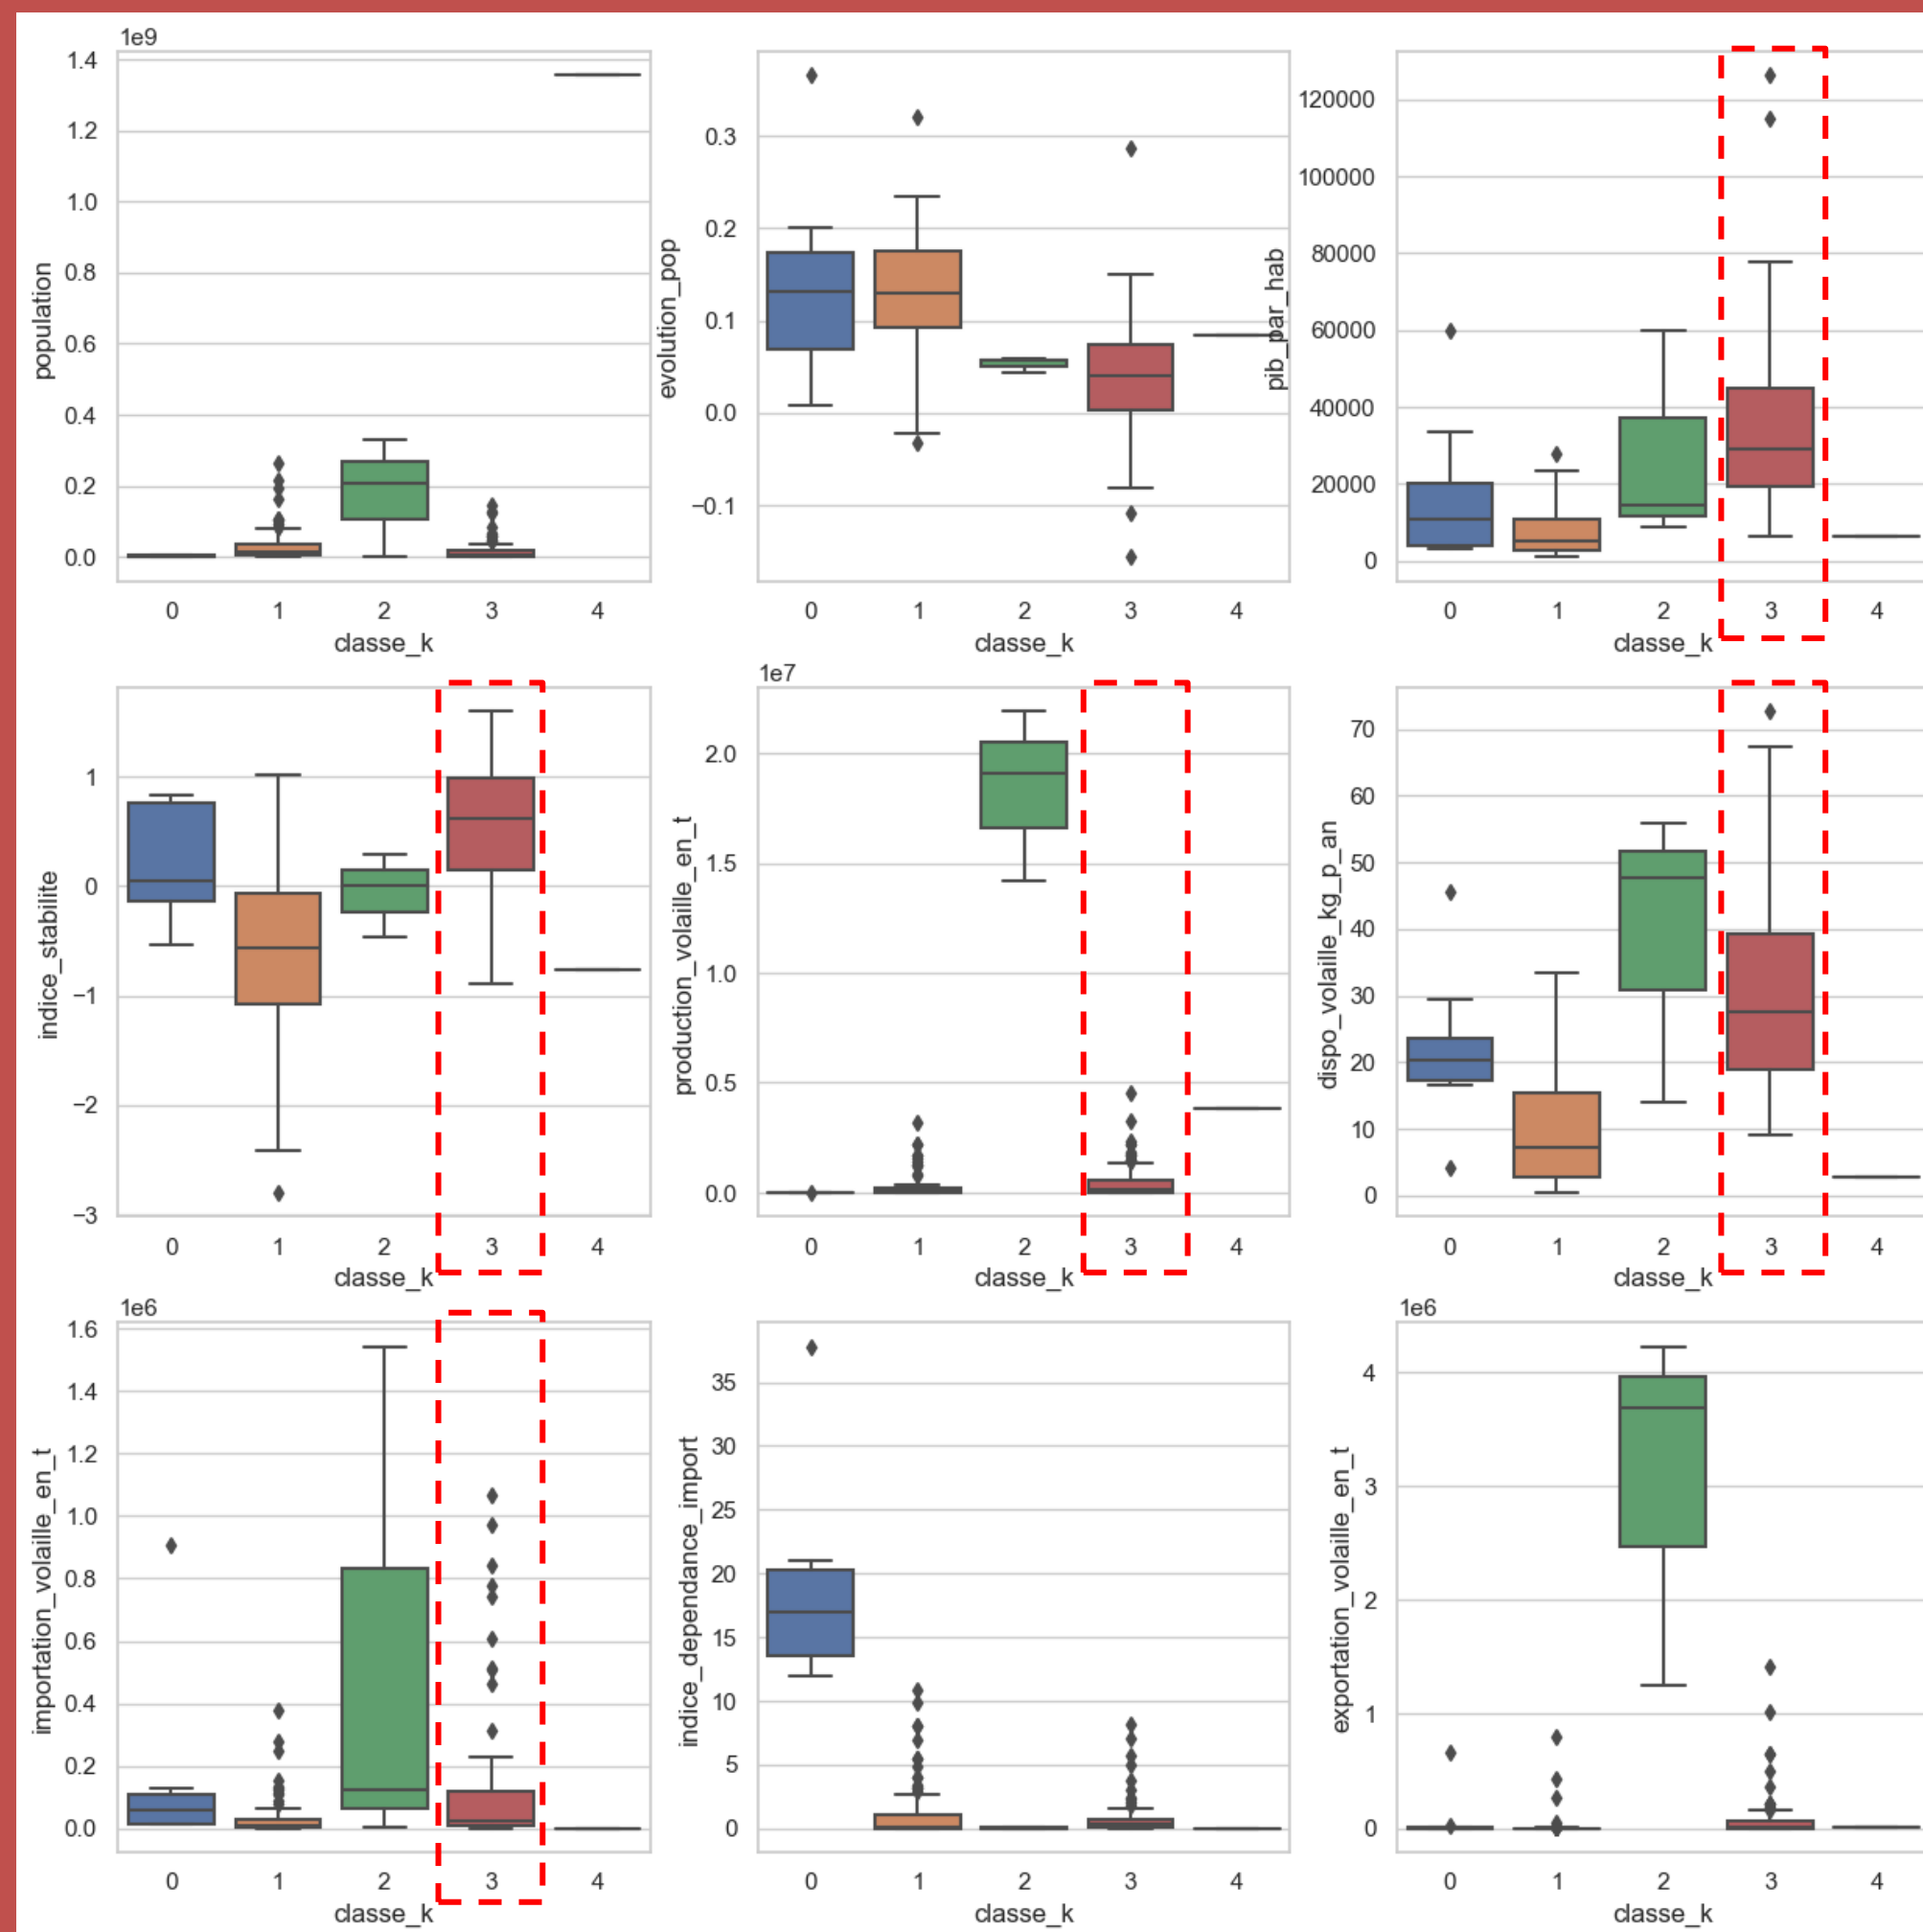 1e9
1.4
1.2
1.0
0.8
0.6
0.4
0.2
0.0
population
0 1 2 3 4
classe_k
0.3
0.2
0.1
0.0
−0.1
evolution_pop
0 1 2 3 4
classe_k
120000
100000
80000
60000
40000
20000
0
pib_par_hab
0 1 2 3 4
classe_k
1
0
−1
−2
−3
indice_stabilite
0 1 2 3 4
classe_k
1e7
2.0
1.5
1.0
0.5
0.0
production_volaille_en_t
0 1 2 3 4
classe_k
70
60
50
40
30
20
10
0
dispo_volaille_kg_p_an
0 1 2 3 4
classe_k
1e6
1.6
1.4
1.2
1.0
0.8
0.6
0.4
0.2
0.0
importation_volaille_en_t
0 1 2 3 4
classe_k
35
30
25
20
15
10
5
0
indice_dependance_import
0 1 2 3 4
classe_k
1e6
4
3
2
1
0
exportation_volaille_en_t
0 1 2 3 4
classe_k